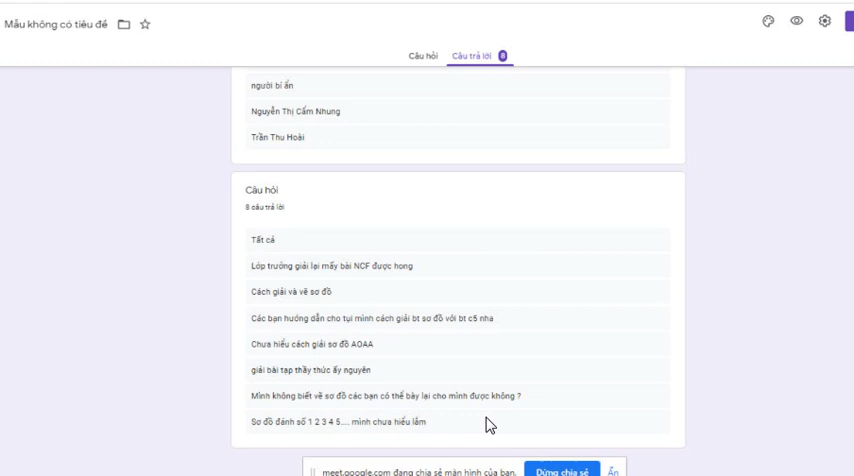 Mẫu không có tiêu đề
Câu hỏi
Câu trả lời 8
người bí ẩn
Nguyễn Thị Cẩm Nhung
Trần Thu Hoài
Câu hỏi
8 câu trả lời
Tất cả
Lớp trưởng giải lại mấy bài NCF được hong
Cách giải và vẽ sơ đồ
Các bạn hướng dẫn cho tụi mình cách giải bt sơ đồ với bt c5 nha
Chưa hiểu cách giải sơ đồ AOAA
giải bài tạp thầy thức ấy nguyên
Mình không biết vẽ sơ đồ các bạn có thể bày lại cho mình được không ?
Sơ đồ đánh số 1 2 3 4 5.... mình chưa hiểu lắm
meet.google.com đang chia sẻ màn hình của bạn.
Dừng chia sẻ
Ẩn